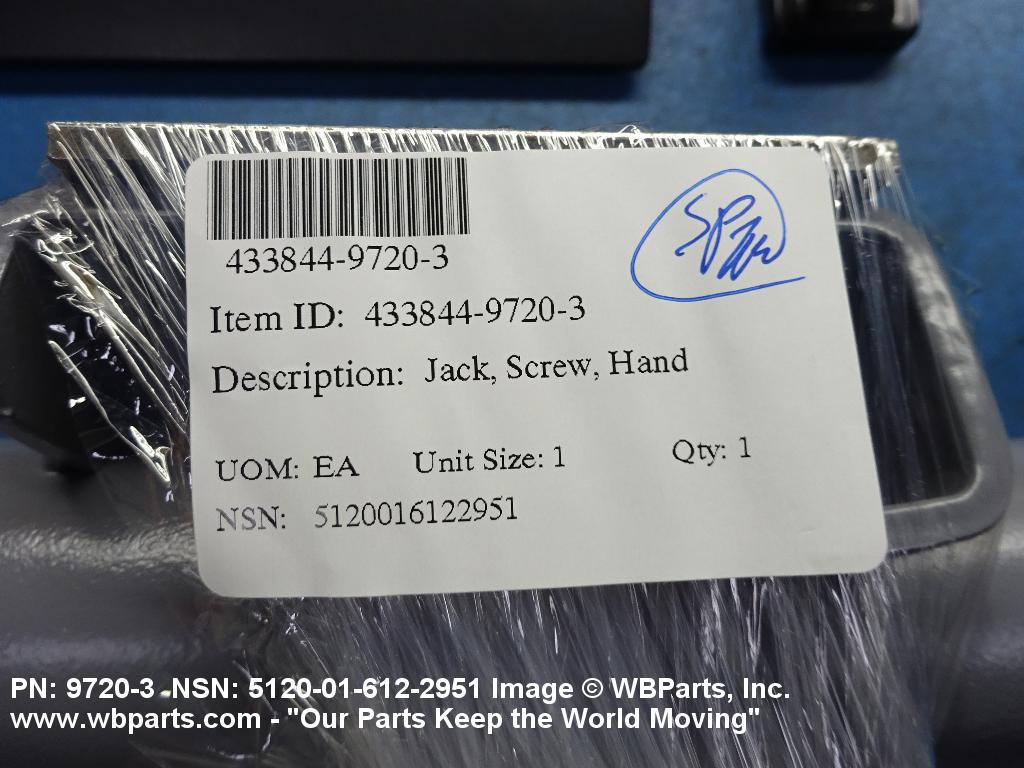 433844-9720-3
Item ID: 433844-9720-3
Description: Jack, Screw, Hand
UOM: EA Unit Size: 1 Qty: 1
NSN: 5120016122951
PN: 9720-3 NSN: 5120-01-612-2951 Image © WBParts, Inc.
www.wbparts.com - "Our Parts Keep the World Moving"